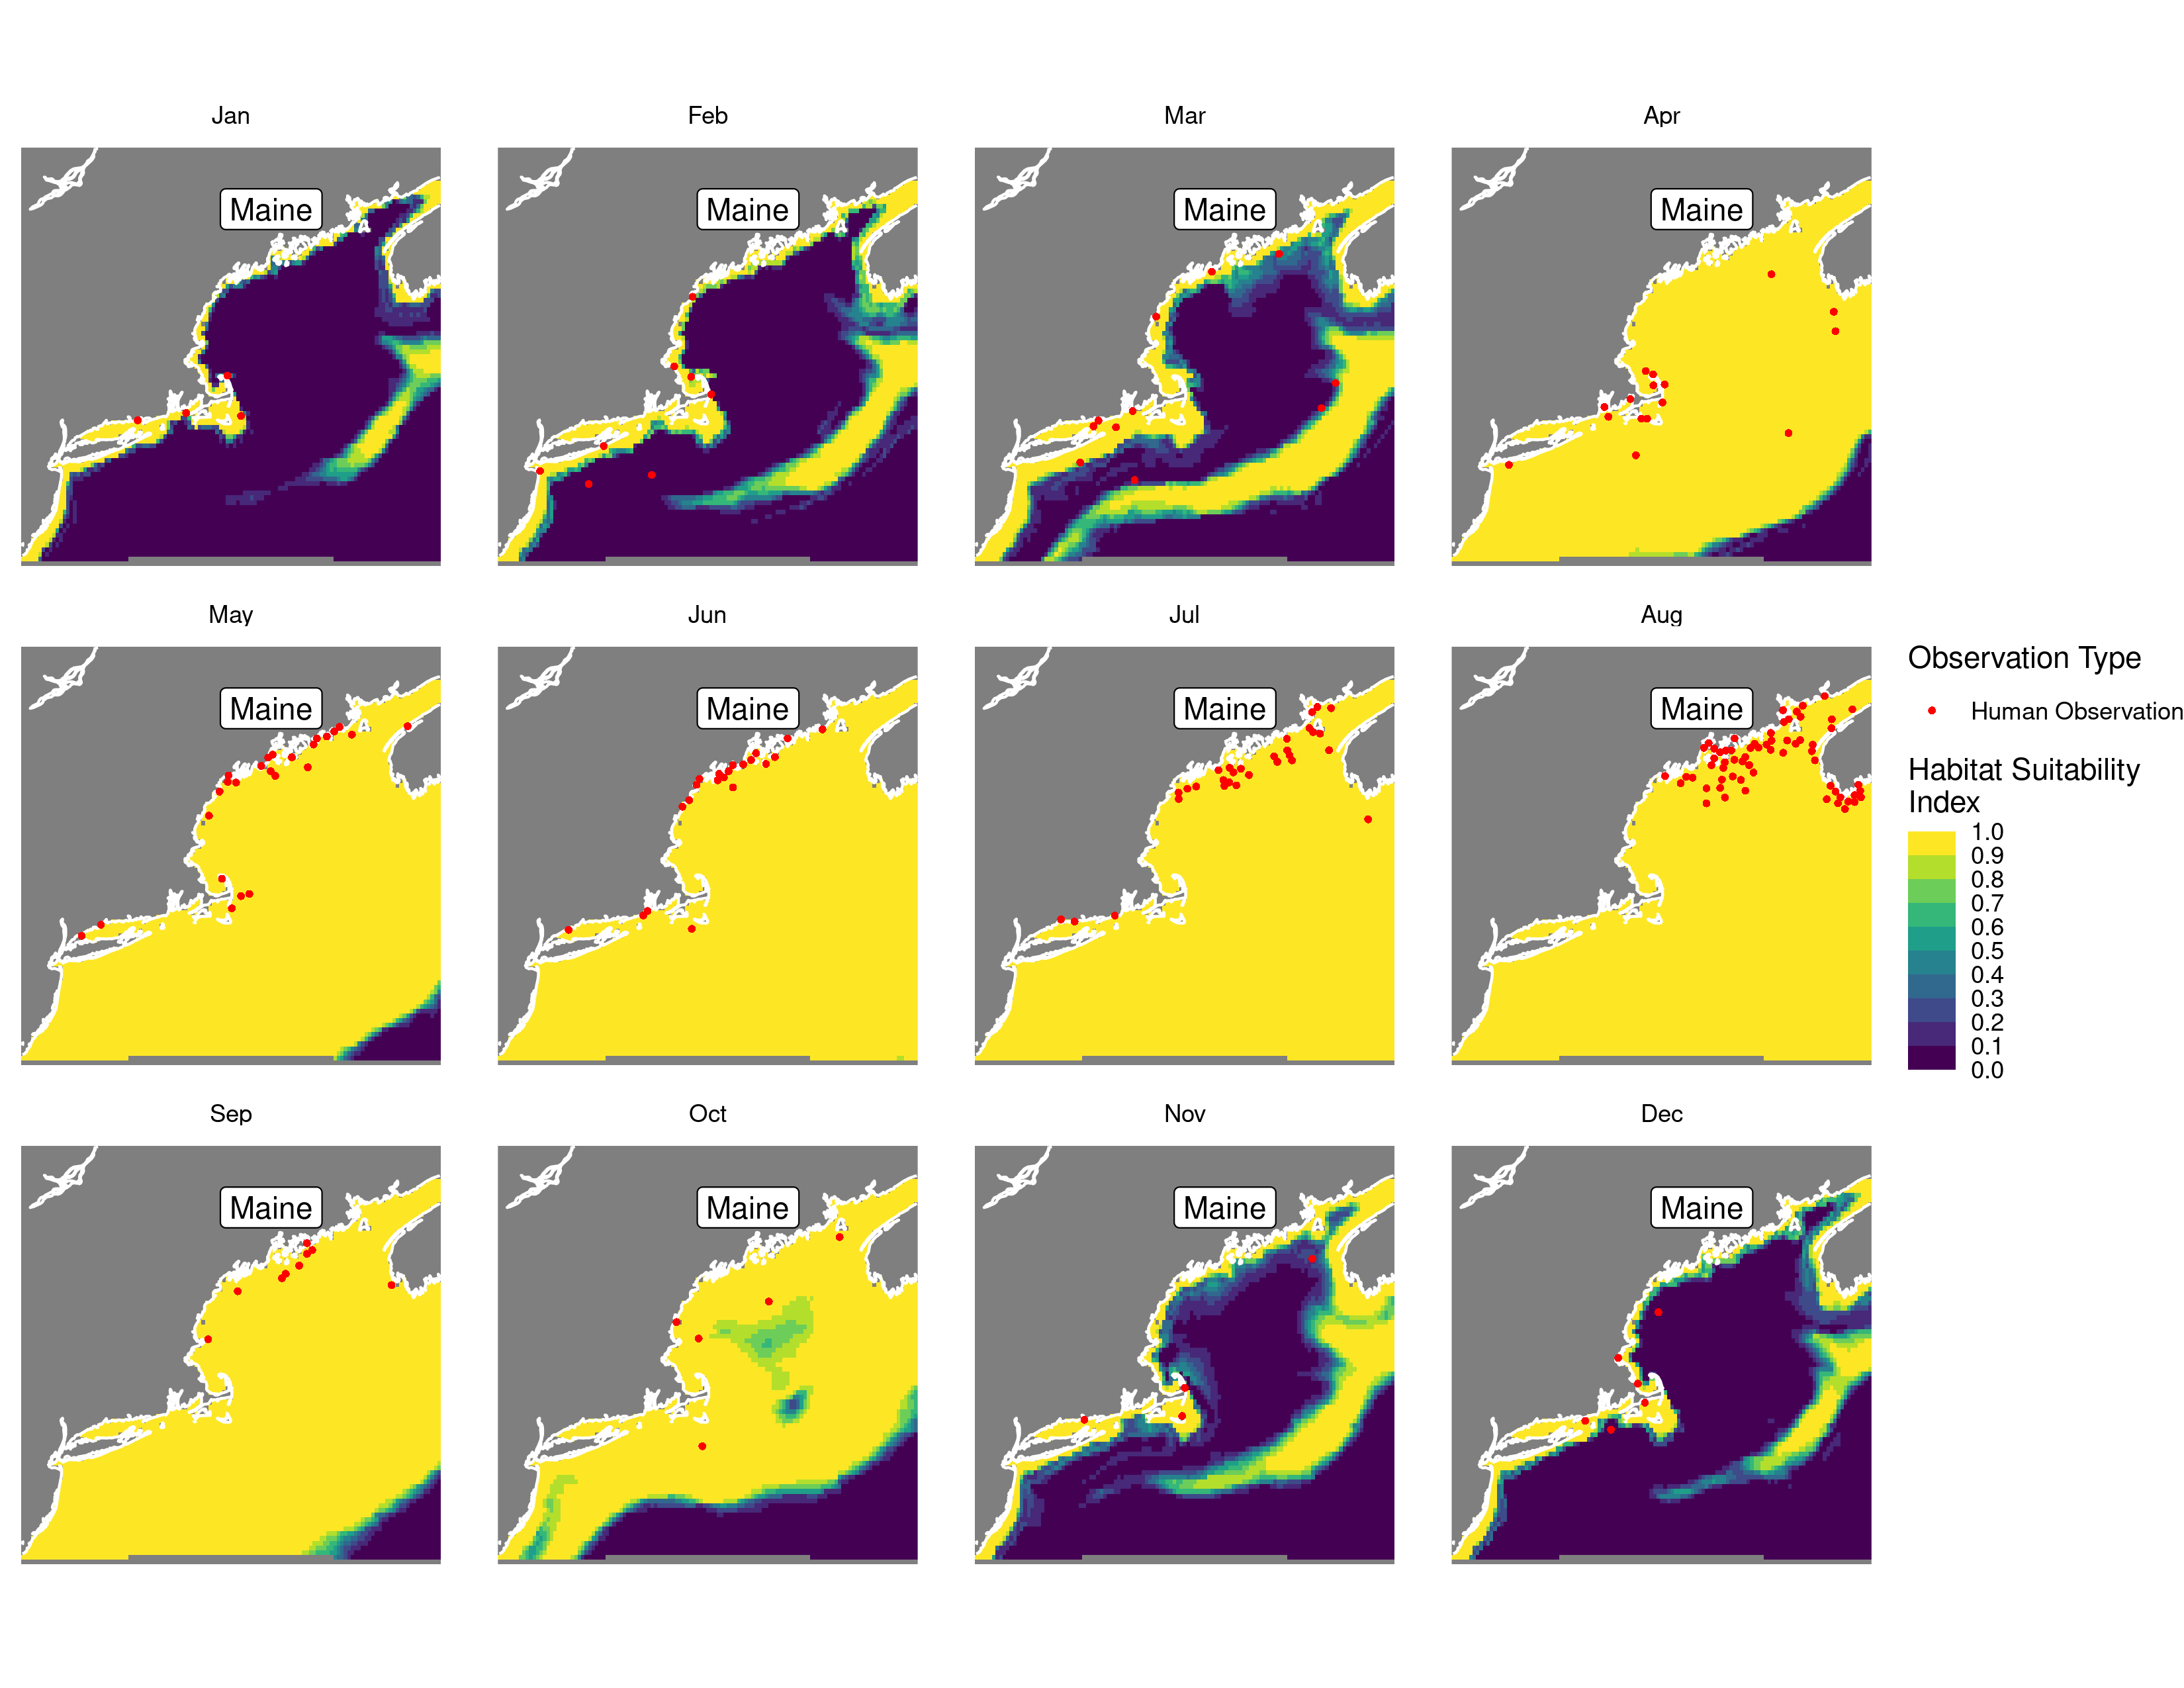 Jan
Feb
Mar
Apr
Maine
Maine
Maine
Maine
May
Jun
Jul
Aug
Maine
Maine
Maine
Maine
Observation Type
Human Observation
Habitat Suitability
Index
1.0
0.9
0.8
0.7
0.6
0.5
0.4
0.3
0.2
0.1
0.0
Sep
Oct
Nov
Dec
Maine
Maine
Maine
Maine